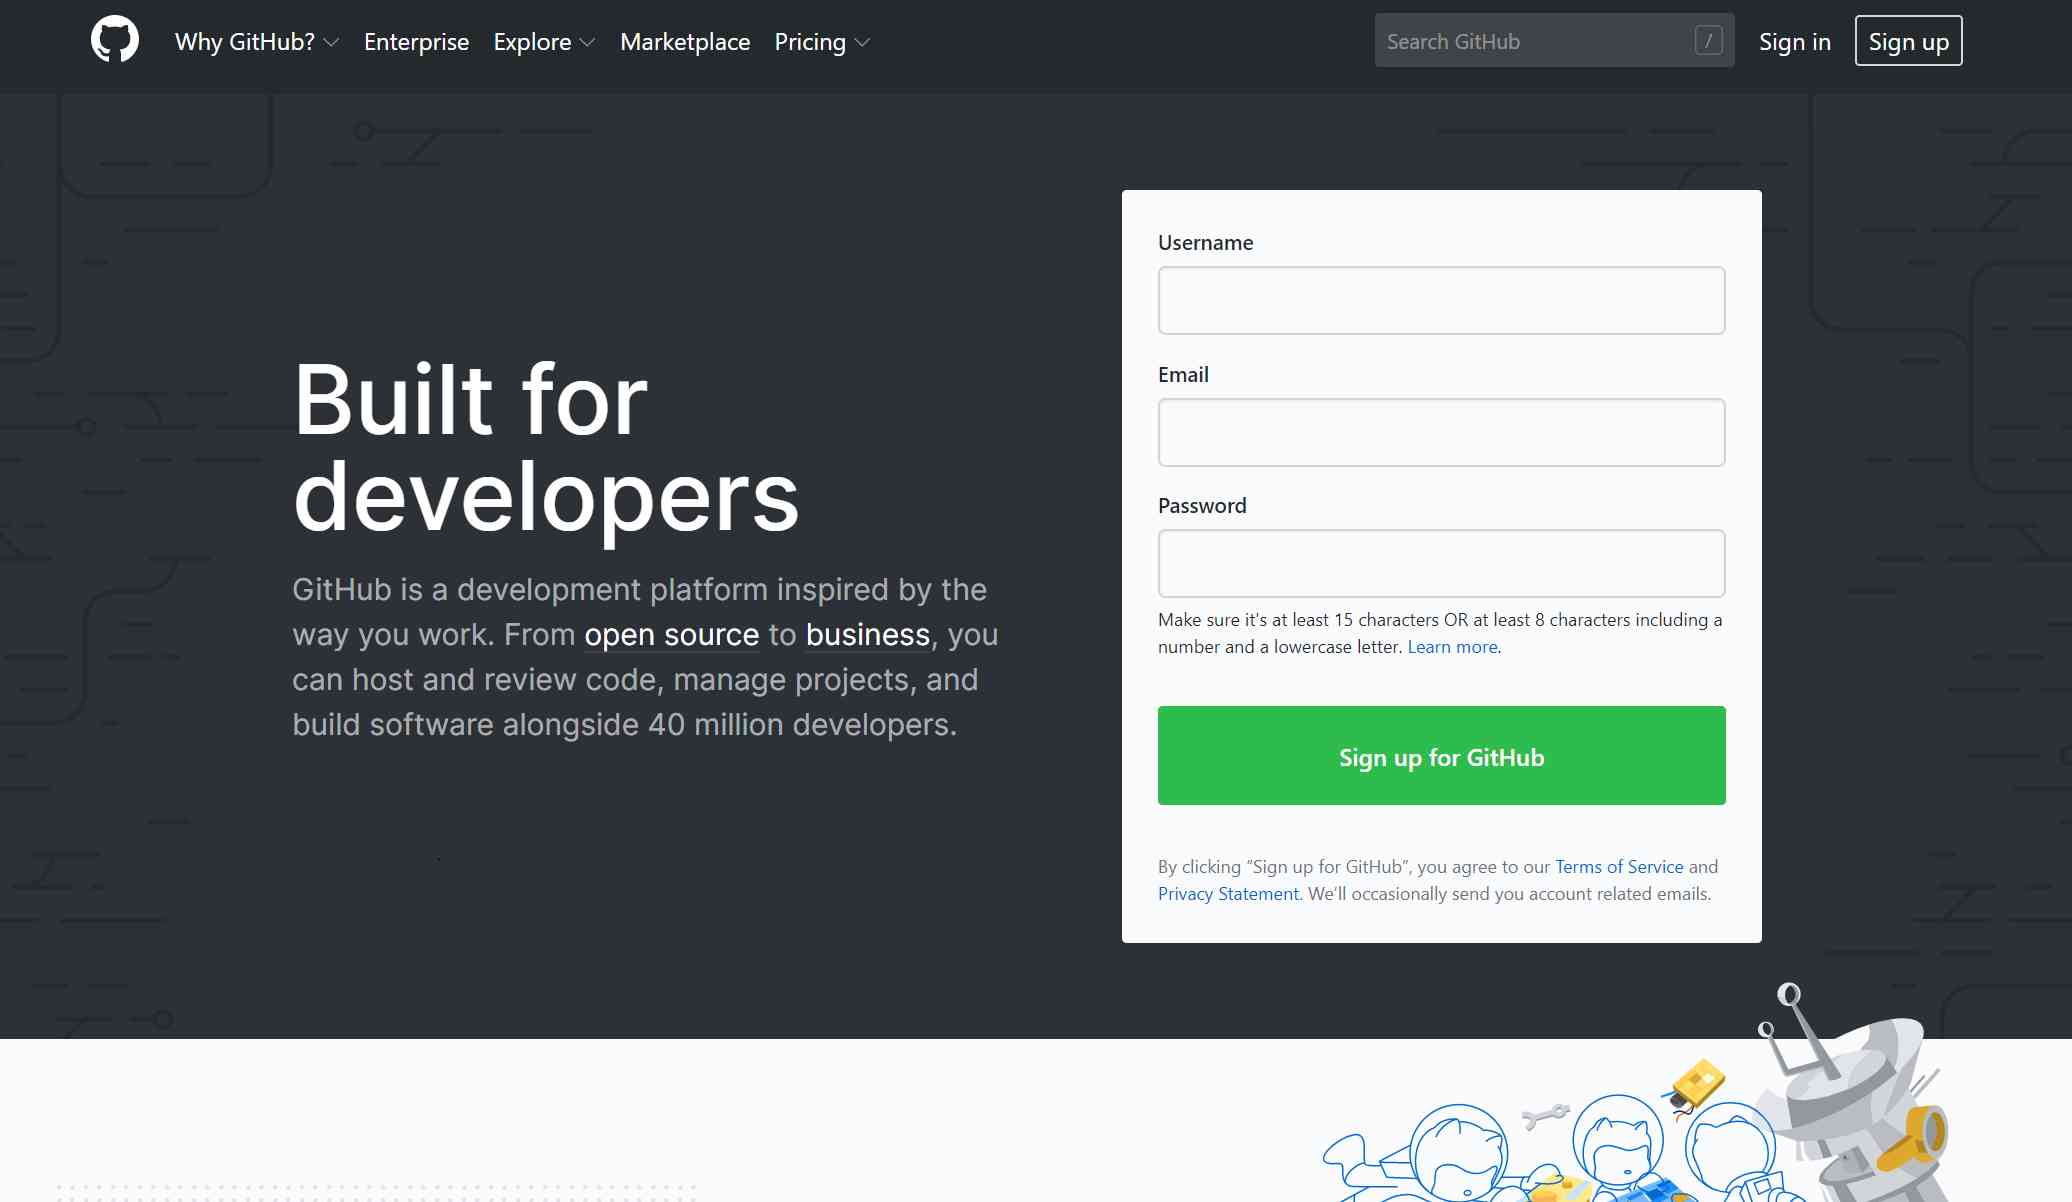 Why GitHub? Enterprise Explore Marketplace Pricing Search GitHub / Sign in Sign up
Built for
developers
GitHub is a development platform inspired by the
way you work. From open source to business, you
can host and review code, manage projects, and
build software alongside 40 million developers.
Username
Email
Password
Make sure it's at least 15 characters OR at least 8 characters including a
number and a lowercase letter. Learn more.
Sign up for GitHub
By clicking “Sign up for GitHub”, you agree to our Terms of Service and
Privacy Statement. We’ll occasionally send you account related emails.